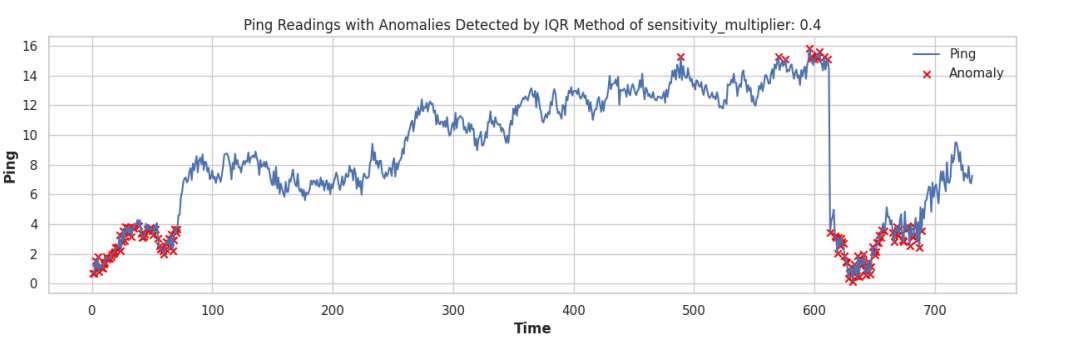 Ping Readings with Anomalies Detected by IQR Method of sensitivity_multiplier: 0.4
16
14
12
10
8
6
4
2
0
Ping
Ping
Anomaly
0 100 200 300 400 500 600 700
Time